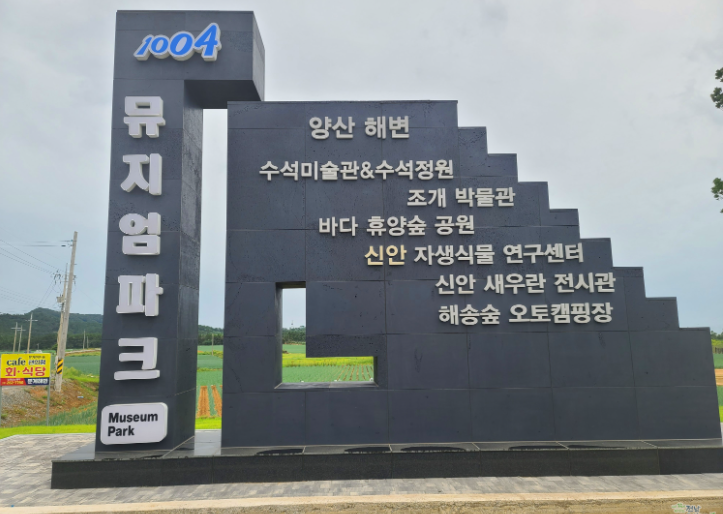 1004
뮤지엄파크
Museum
Park
양산 해변
수석미술관&수석정원
조개 박물관
바다 휴양숲 공원
신안 자생식물 연구센터
신안 새우란 전시관
해송숲 오토캠핑장
cafe
회·식당